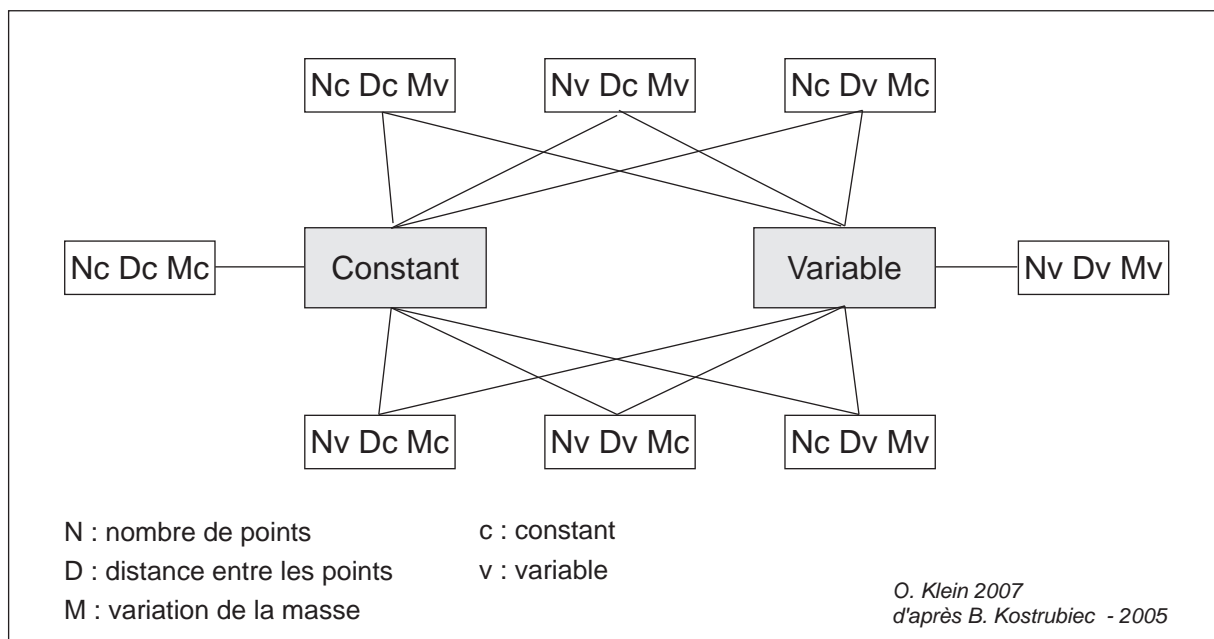 Nc Dc Mv
Nv Dc Mv
Nc Dv Mc
Nc Dc Mc
Constant
Variable
Nv Dv Mv
Nv Dc Mc
Nv Dv Mc
Nc Dv Mv
N : nombre de points
D : distance entre les points
M : variation de la masse
c : constant
v : variable
O. Klein 2007
d'après B. Kostrubiec - 2005